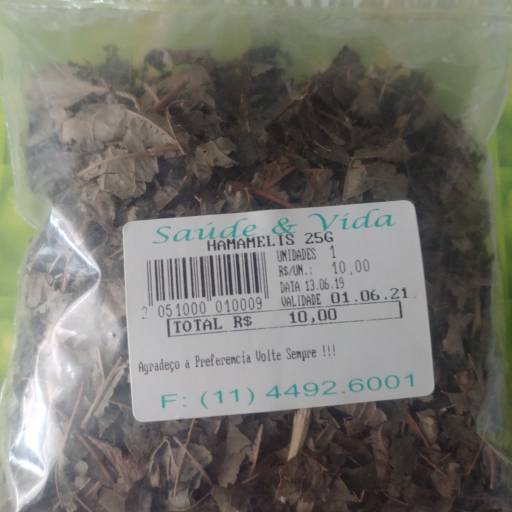 Saúde & Vida
HAMAMELIS 25G
UNIDADES 1
R$/UN.: 10,00
DATA 13.06.19
VALIDADE 01.06.21
2 051000 010009
TOTAL R$ 10,00
Agradeço a Preferemcia Volte Sempre !!!
F: (11) 4492.6001